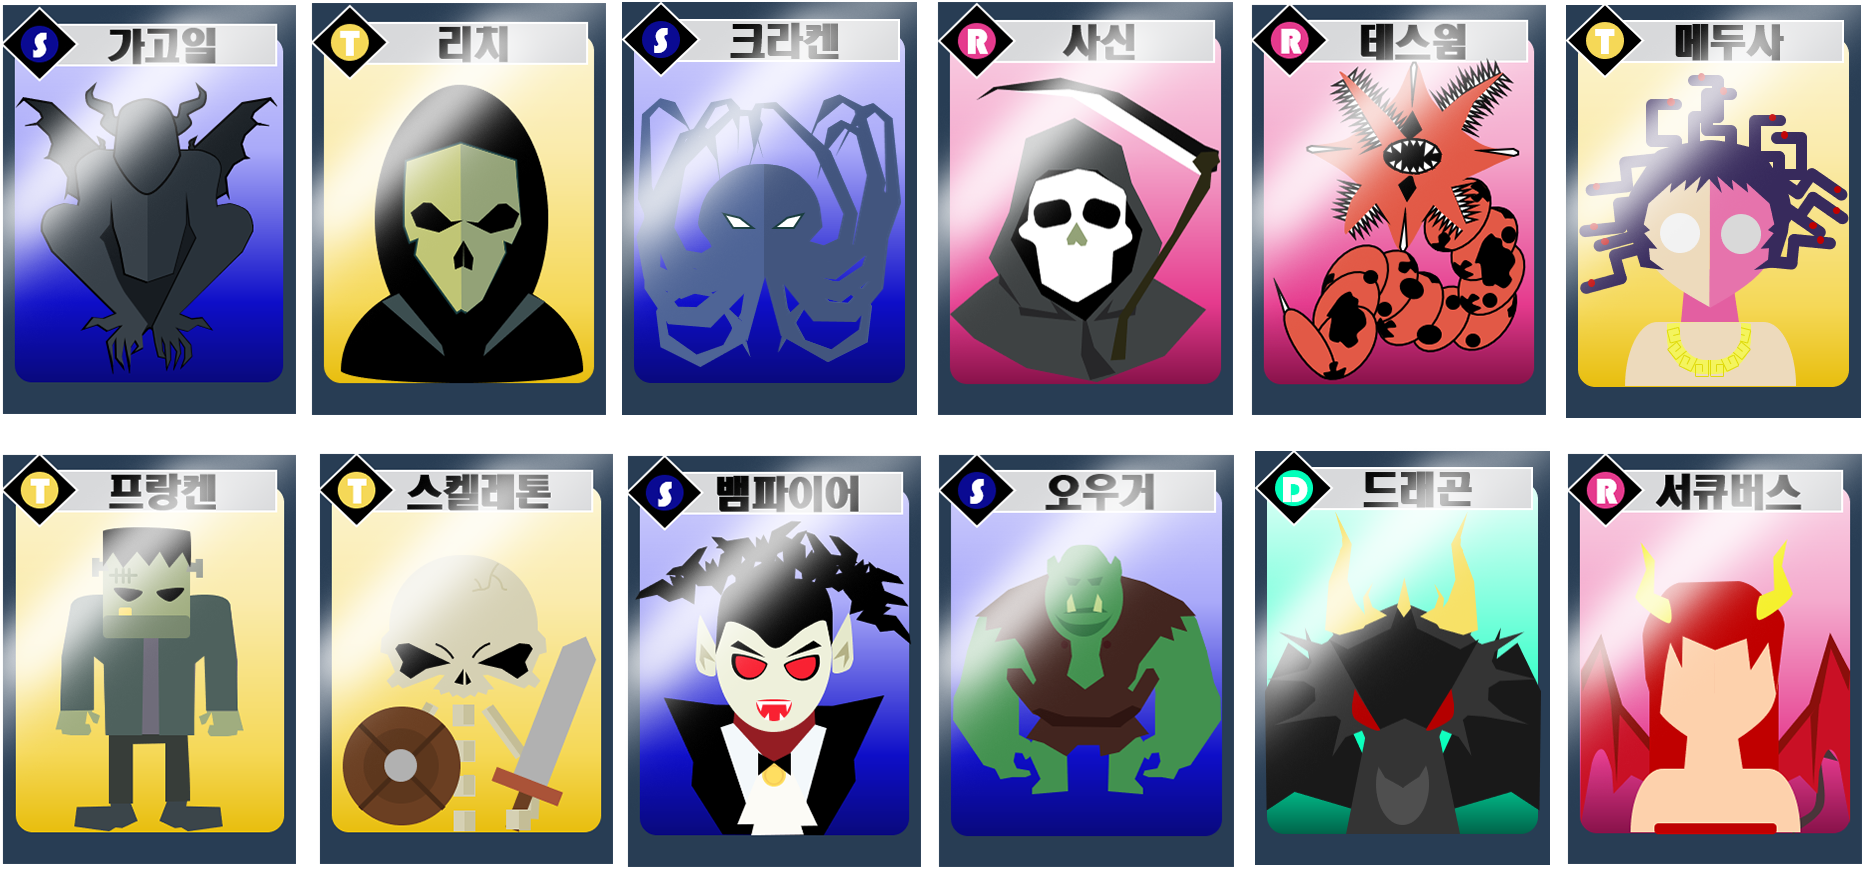 S 가고일
T 리치
S 크라켄
R 사신
R 테스웜
T 메두사
T 프랑켄
T 스켈레톤
S 뱀파이어
S 오우거
D 드래곤
R 서큐버스